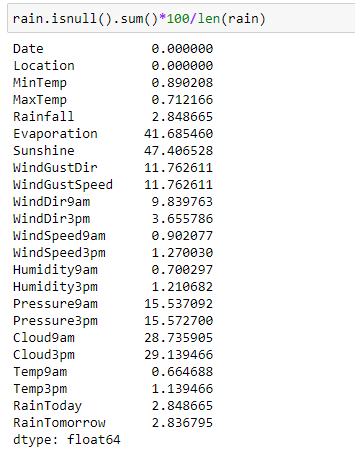 rain.isnull().sum()*100/len(rain)
Date 0.000000
Location 0.000000
MinTemp 0.890208
MaxTemp 0.712166
Rainfall 2.848665
Evaporation 41.685460
Sunshine 47.406528
WindGustDir 11.762611
WindGustSpeed 11.762611
WindDir9am 9.839763
WindDir3pm 3.655786
WindSpeed9am 0.902077
WindSpeed3pm 1.270030
Humidity9am 0.700297
Humidity3pm 1.210682
Pressure9am 15.537092
Pressure3pm 15.572700
Cloud9am 28.735905
Cloud3pm 29.139466
Temp9am 0.664688
Temp3pm 1.139466
RainToday 2.848665
RainTomorrow 2.836795
dtype: float64